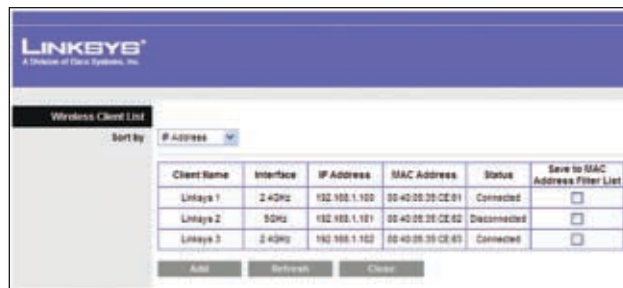 LINKSYS®
A Division of Cisco Systems, Inc.
Wireless Client List
Sort by IP Address
Client Name Interface IP Address MAC Address Status Save to MAC Address Filter List
Linksys 1 2.4GHz 192.168.1.100 00:40:05:35:CE:61 Connected
Linksys 2 5GHz 192.168.1.101 00:40:05:35:CE:62 Disconnected
Linksys 3 2.4GHz 192.168.1.102 00:40:05:35:CE:63 Connected
Add Refresh Close